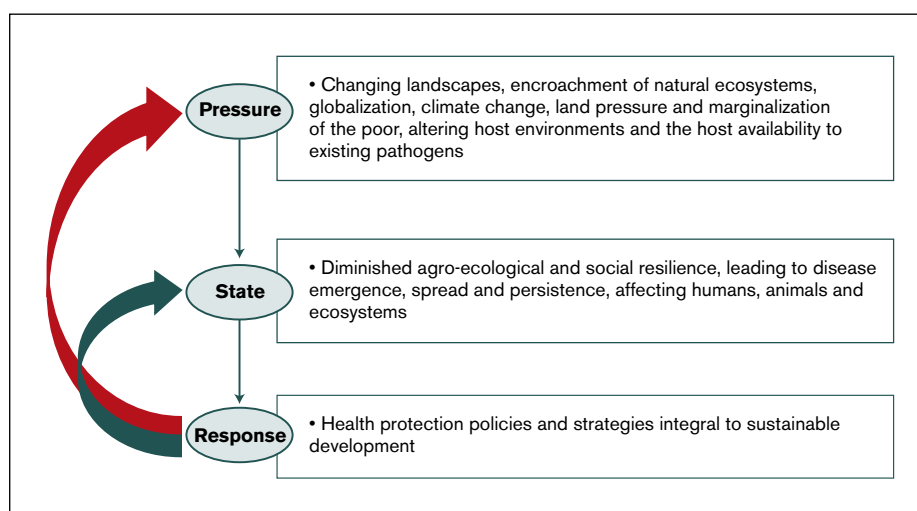 Pressure
• Changing landscapes, encroachment of natural ecosystems,
globalization, climate change, land pressure and marginalization
of the poor, altering host environments and the host availability to
existing pathogens
State
• Diminished agro-ecological and social resilience, leading to disease
emergence, spread and persistence, affecting humans, animals and
ecosystems
Response
• Health protection policies and strategies integral to sustainable
development